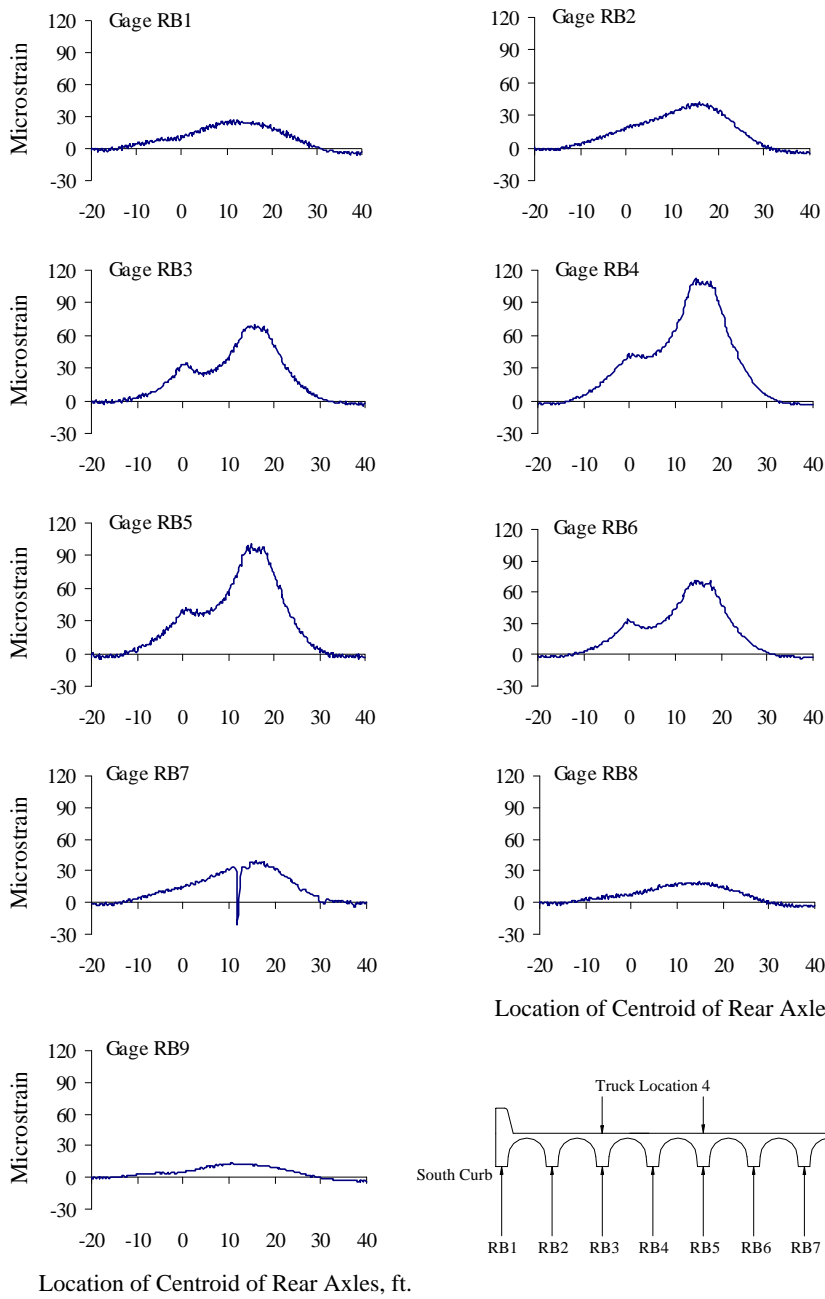 Gage RB1
Microstrain
120
90
60
30
0
-30
-20 -10 0 10 20 30 40
Gage RB2
120
90
60
30
0
-30
-20 -10 0 10 20 30 40
Gage RB3
Microstrain
120
90
60
30
0
-30
-20 -10 0 10 20 30 40
Gage RB4
120
90
60
30
0
-30
-20 -10 0 10 20 30 40
Gage RB5
Microstrain
120
90
60
30
0
-30
-20 -10 0 10 20 30 40
Gage RB6
120
90
60
30
0
-30
-20 -10 0 10 20 30 40
Gage RB7
Microstrain
120
90
60
30
0
-30
-20 -10 0 10 20 30 40
Gage RB8
120
90
60
30
0
-30
-20 -10 0 10 20 30 40
Location of Centroid of Rear Axle
Gage RB9
Microstrain
120
90
60
30
0
-30
-20 -10 0 10 20 30 40
Location of Centroid of Rear Axles, ft.
Truck Location 4
South Curb
RB1 RB2 RB3 RB4 RB5 RB6 RB7